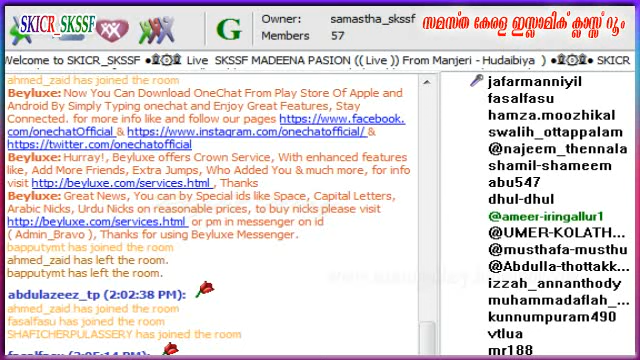 SKICR_SKSSF
G
Owner: samastha_skssf
Members 57
സമസ്ത കേരള ഇസ്ലാമിക് ക്ലാസ്സ് റൂം
Welcome to SKICR_SKSSF Live SKSSF MADEENA PASION (( Live )) From Manjeri - Hudaibiya ) SKICR
ahmed_zaid has joined the room
Beyluxe: Now You Can Download OneChat From Play Store Of Apple and
Android By Simply Typing onechat and Enjoy Great Features, Stay
Connected. for more info like and follow our pages https://www.facebook.
com/onechatOfficial & https://www.instagram.com/onechatofficial/ &
https://twitter.com/onechatofficial
Beyluxe: Hurray!, Beyluxe offers Crown Service, With enhanced features
like, Add More Friends, Extra Jumps, Who Added You & much more, for info
visit http://beyluxe.com/services.html , Thanks
Beyluxe: Great News, You can by Special ids like Space, Capital Letters,
Arabic Nicks, Urdu Nicks on reasonable prices, to buy nicks please visit
http://beyluxe.com/services.html or pm in messenger on id
( Admin_Bravo ), Thanks for using Beyluxe Messenger.
bapputymt has joined the room
ahmed_zaid has left the room.
bapputymt has left the room.
abdulazeez_tp (2:02:38 PM):
ahmed_zaid has joined the room
fasalfasu has joined the room
SHAFICHERPULASSERY has joined the room
fasalfasu (2:05:14 PM):
jafarmanniyil
fasalfasu
hamza.moozhikal
swalih_ottappalam
@najeem_thennala
shamil-shameem
abu547
dhul-dhul
@ameer-iringallur1
@UMER-KOLATH...
@musthafa-musthu
@Abdulla-thottakk...
izzah_ananthody
muhammadaflah_...
kunnumpuram490
vtlua
mr188